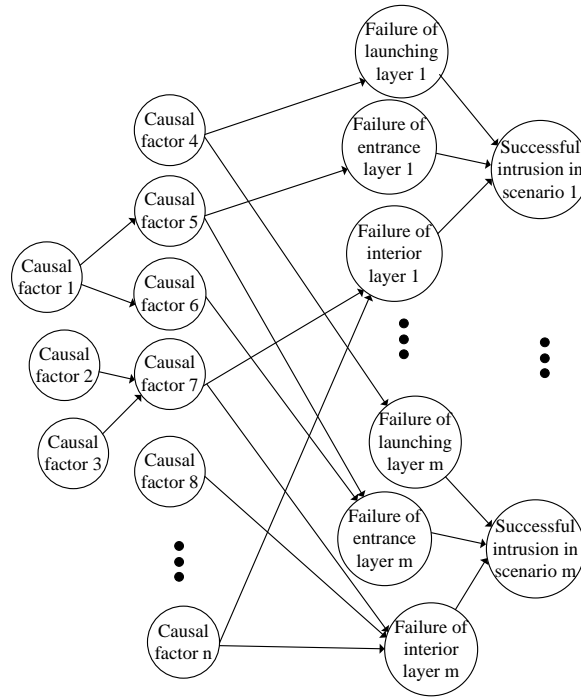 Failure of
launching
layer 1
Causal
factor 4
Failure of
entrance
layer 1
Successful
intrusion in
scenario 1
Causal
factor 5
Failure of
interior
layer 1
Causal
factor 1
Causal
factor 6
Causal
factor 2
Causal
factor 7
Causal
factor 3
Failure of
launching
layer m
Causal
factor 8
Failure of
entrance
layer m
Successful
intrusion in
scenario m
Causal
factor n
Failure of
interior
layer m